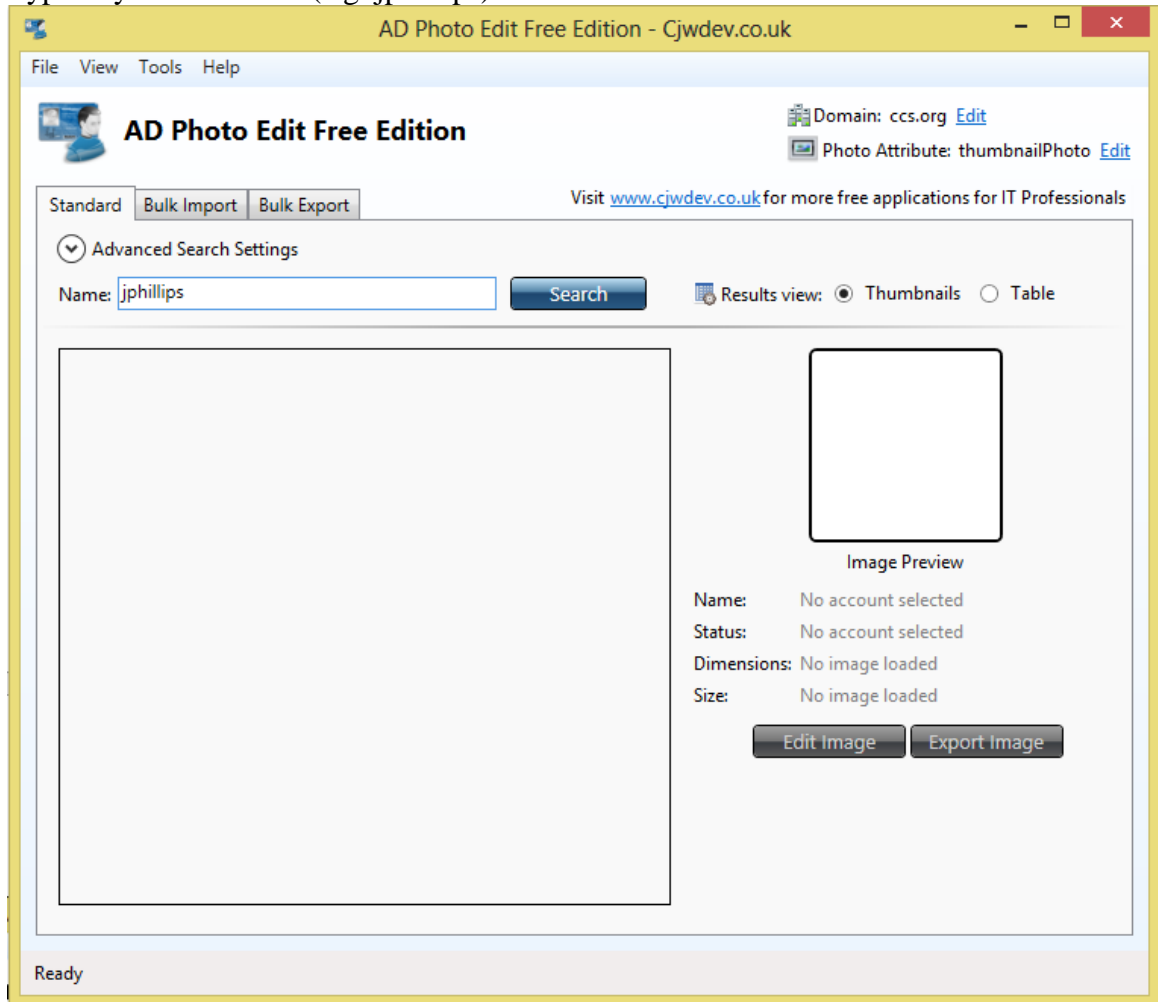 AD Photo Edit Free Edition - Cjwdev.co.uk
File View Tools Help
AD Photo Edit Free Edition
Domain: ccs.org Edit
Photo Attribute: thumbnailPhoto Edit
Standard Bulk Import Bulk Export
Visit www.cjwdev.co.uk for more free applications for IT Professionals
Advanced Search Settings
Name: jphillips Search Results view: Thumbnails Table
Image Preview
Name: No account selected
Status: No account selected
Dimensions: No image loaded
Size: No image loaded
Edit Image Export Image
Ready